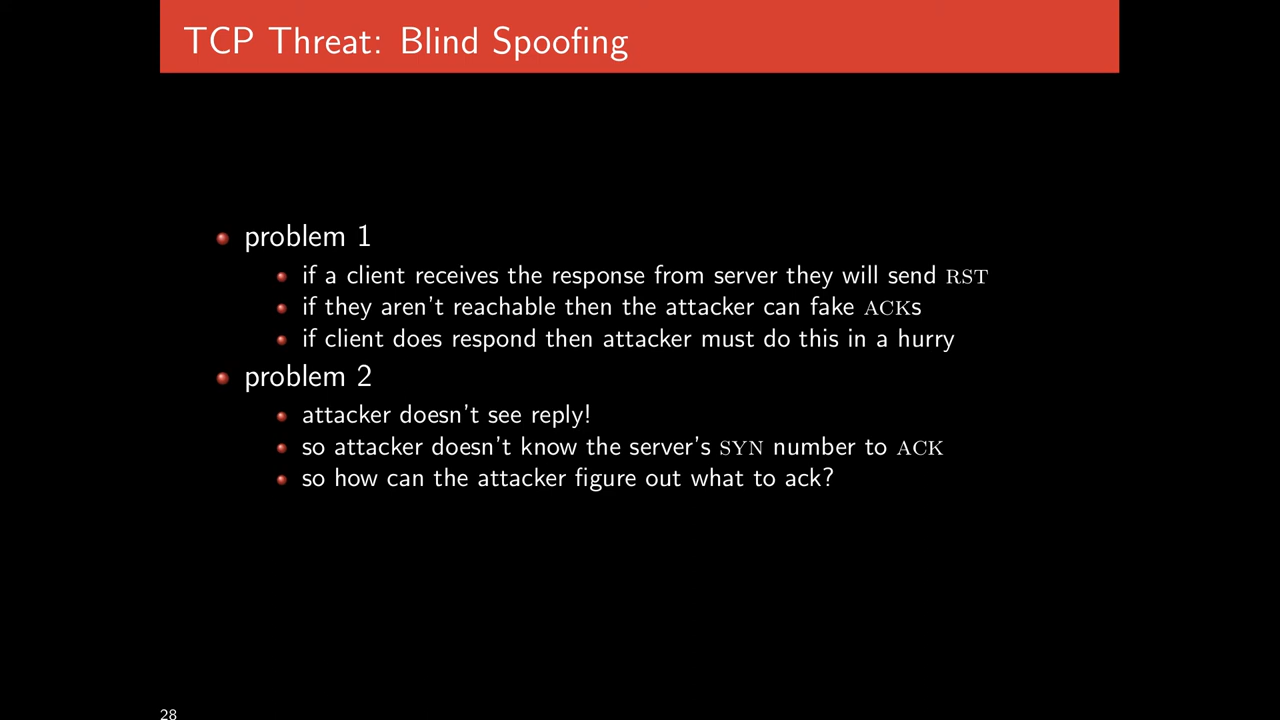 TCP Threat: Blind Spoofing
problem 1
if a client receives the response from server they will send RST
if they aren't reachable then the attacker can fake ACKs
if client does respond then attacker must do this in a hurry
problem 2
attacker doesn't see reply!
so attacker doesn't know the server's SYN number to ACK
so how can the attacker figure out what to ack?
28